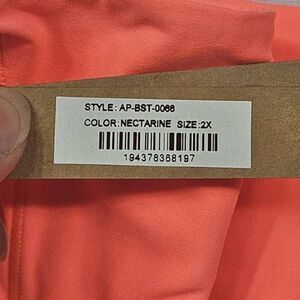 STYLE: AP-BST-0066
COLOR:NECTARINE SIZE:2X
194378368197